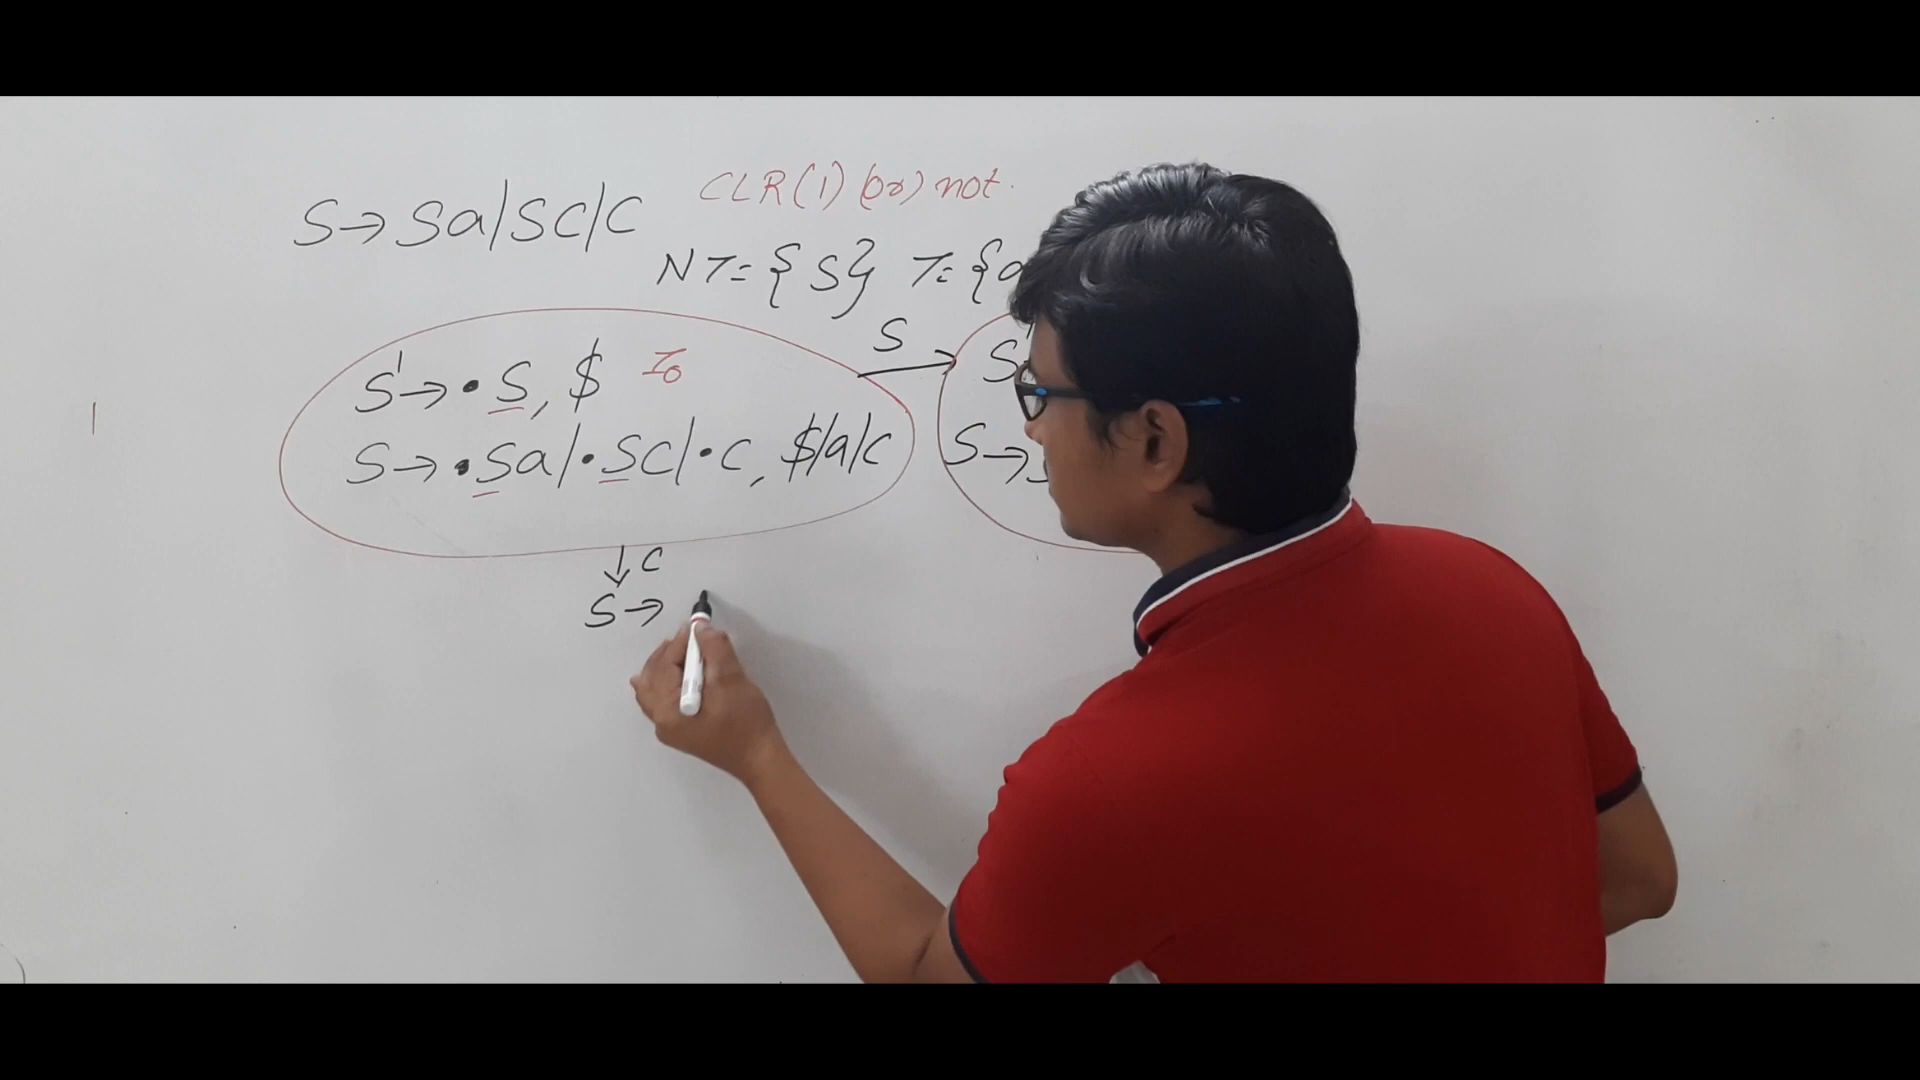 CLR(1) (or) not.
S→Sa/Sc/c
NT={S} T={a
S
S'→•S, $ I0
S'
S→•Sa/•Sc/•c, $/a/c
S→S
↓c
S→